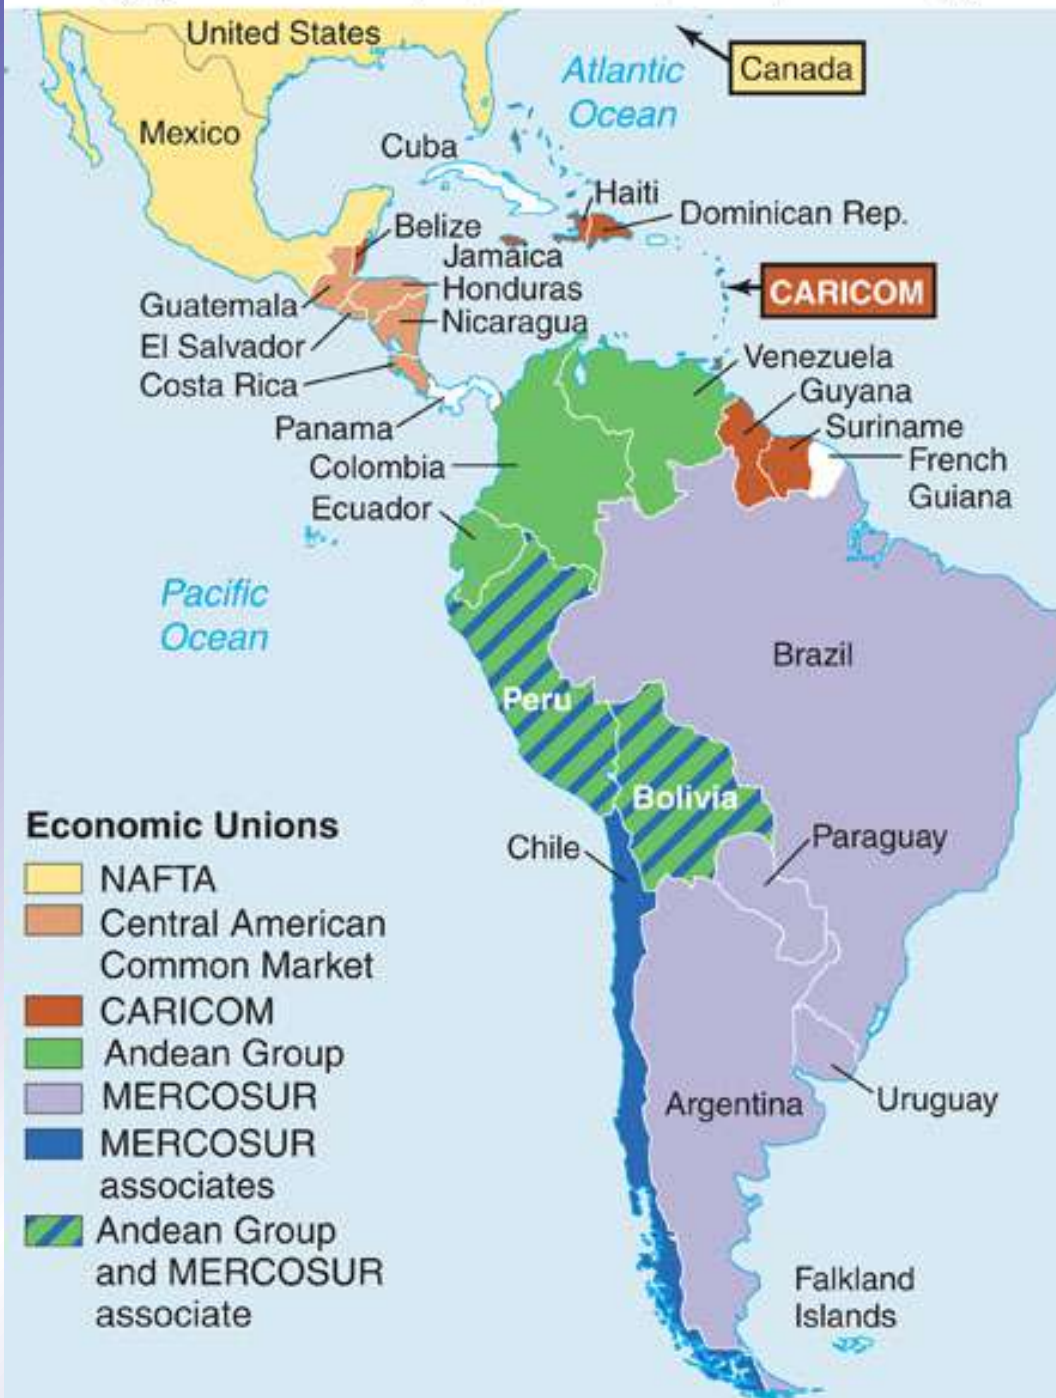 United States
Canada
Atlantic
Ocean
Mexico
Cuba
Haiti
Dominican Rep.
Belize
Jamaica
CARICOM
Honduras
Guatemala
Nicaragua
El Salvador
Venezuela
Costa Rica
Guyana
Panama
Suriname
Colombia
French
Guiana
Ecuador
Pacific
Ocean
Brazil
Peru
Bolivia
Chile
Paraguay
Argentina
Uruguay
Falkland
Islands
Economic Unions
NAFTA
Central American
Common Market
CARICOM
Andean Group
MERCOSUR
MERCOSUR
associates
Andean Group
and MERCOSUR
associate